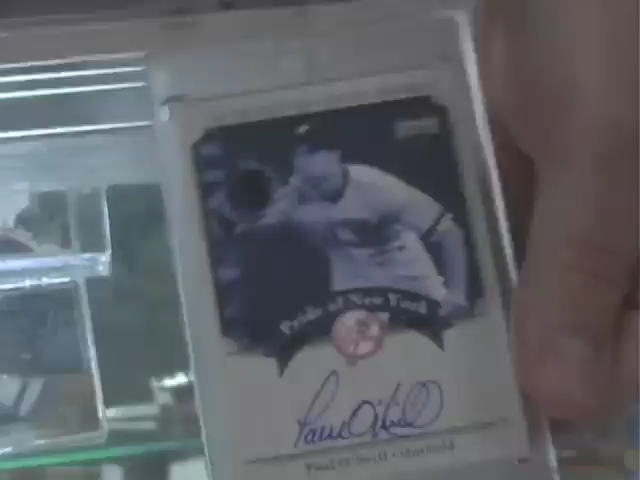 Pride of New York
Paul O'Neill
Paul O'Neill • Outfield